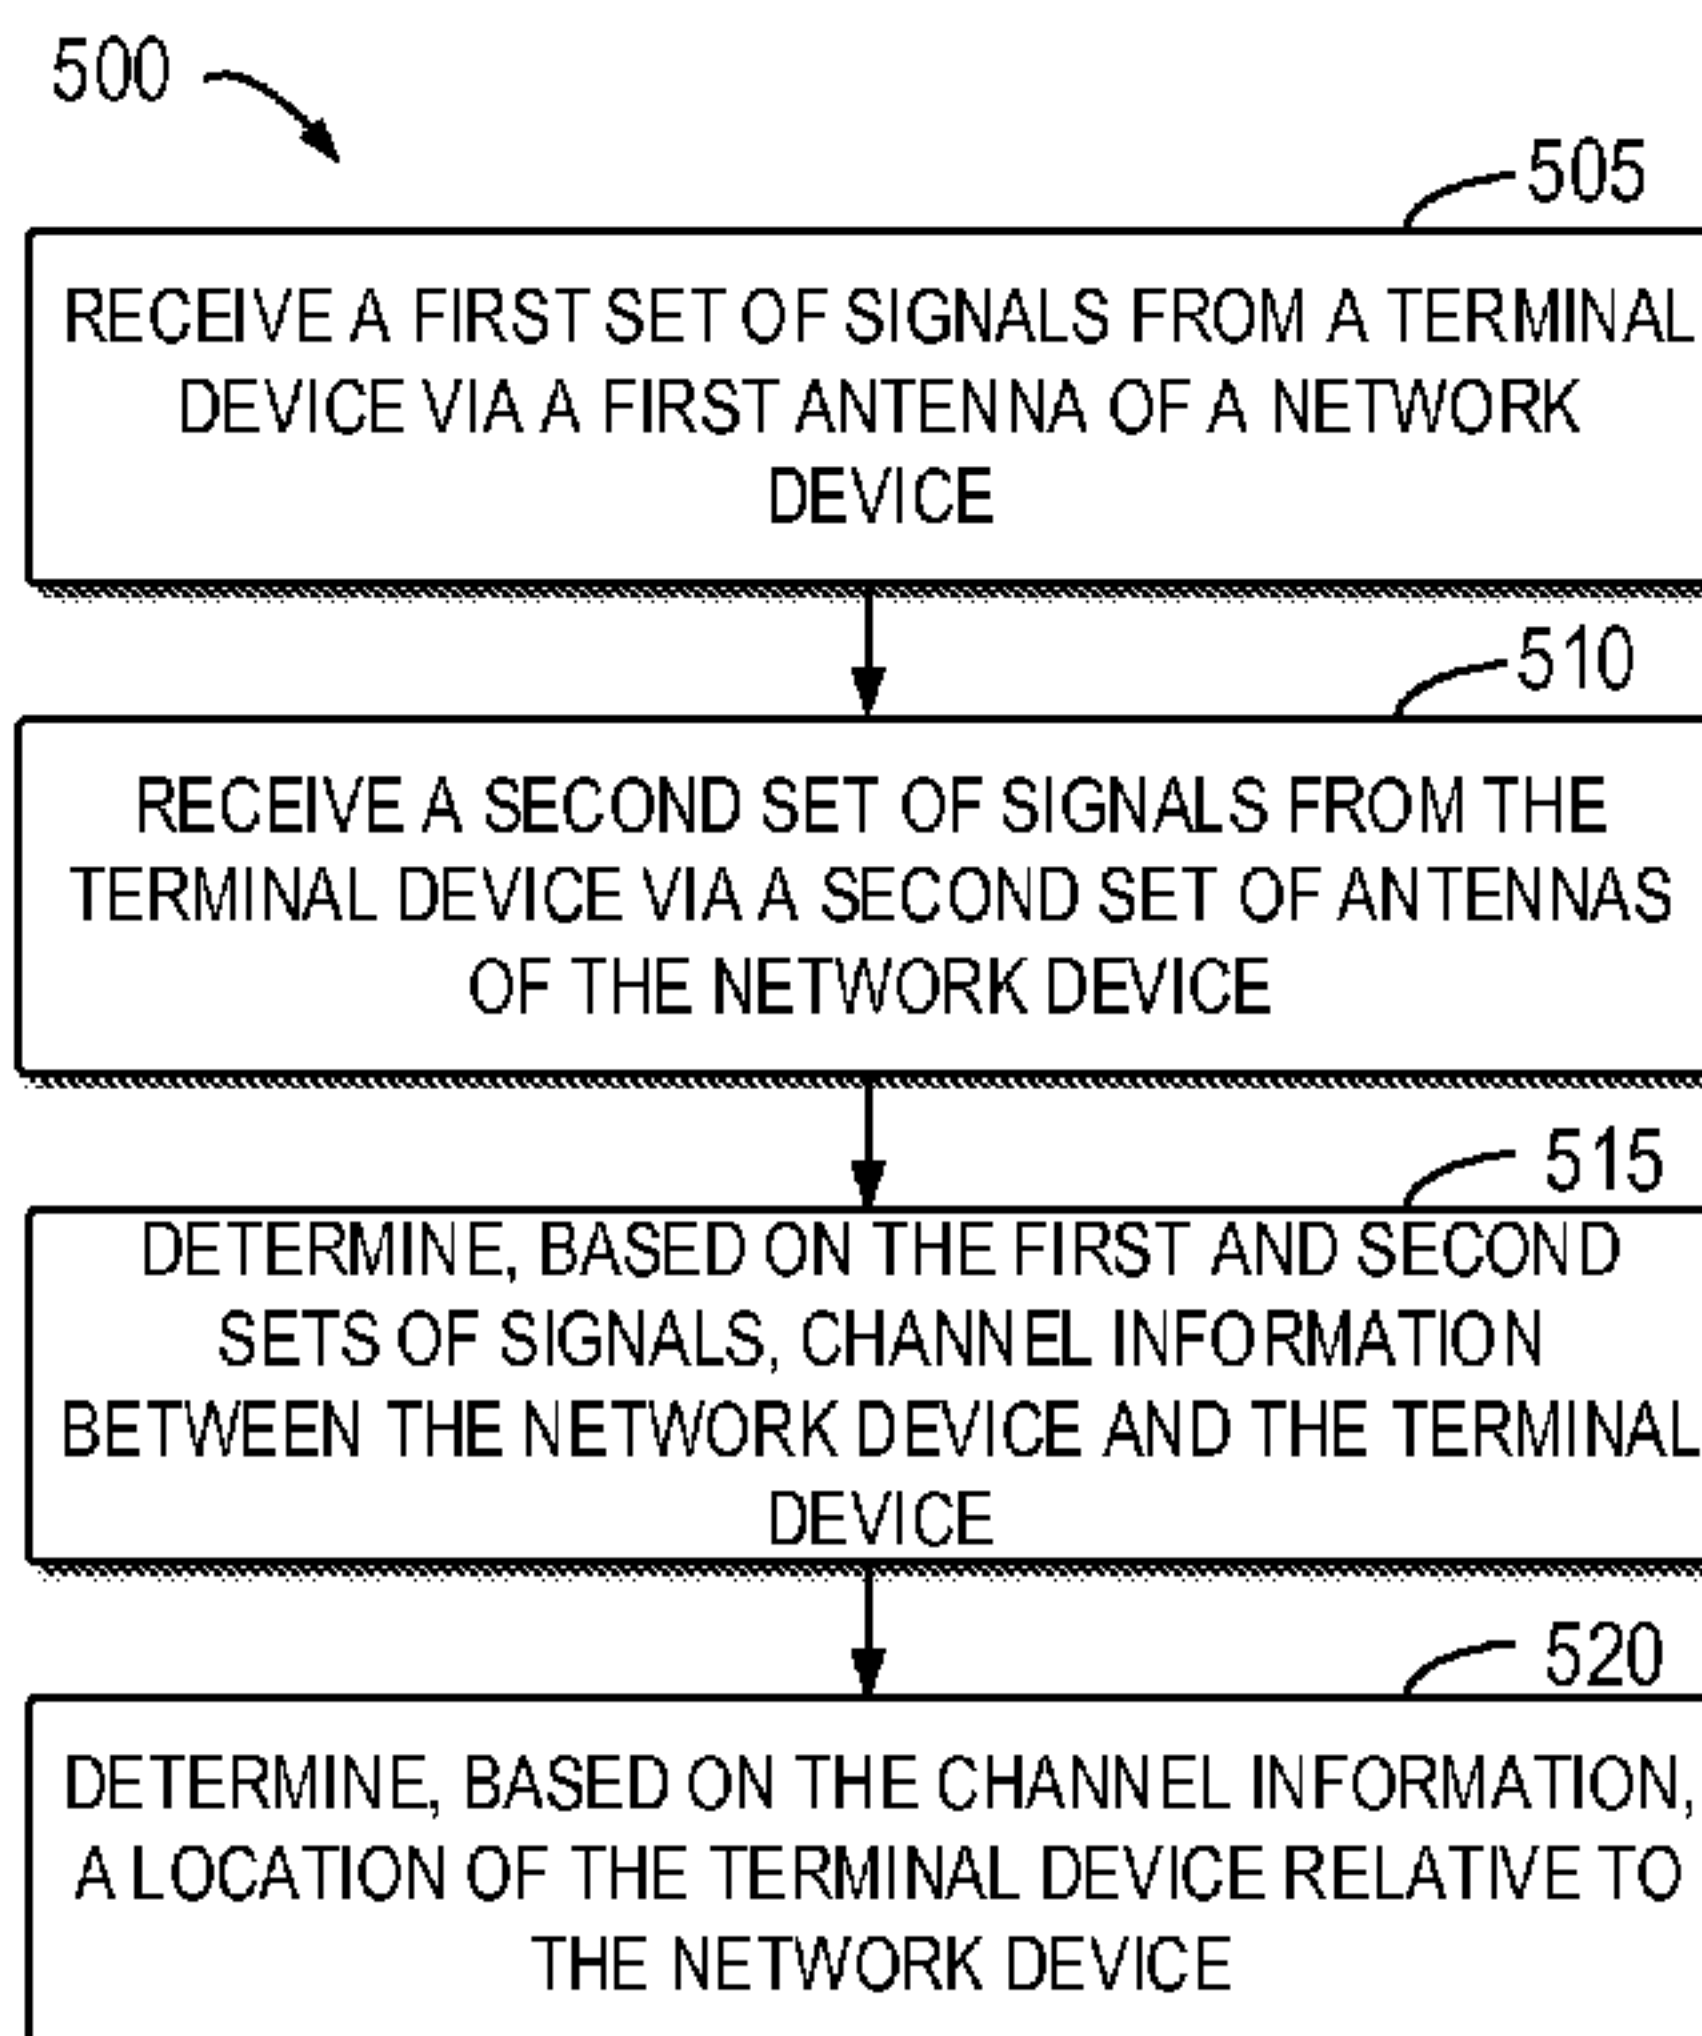 500
505
RECEIVE A FIRST SET OF SIGNALS FROM A TERMINAL
DEVICE VIA A FIRST ANTENNA OF A NETWORK
DEVICE
510
RECEIVE A SECOND SET OF SIGNALS FROM THE
TERMINAL DEVICE VIA A SECOND SET OF ANTENNAS
OF THE NETWORK DEVICE
515
DETERMINE, BASED ON THE FIRST AND SECOND
SETS OF SIGNALS, CHANNEL INFORMATION
BETWEEN THE NETWORK DEVICE AND THE TERMINAL
DEVICE
520
DETERMINE, BASED ON THE CHANNEL INFORMATION,
A LOCATION OF THE TERMINAL DEVICE RELATIVE TO
THE NETWORK DEVICE